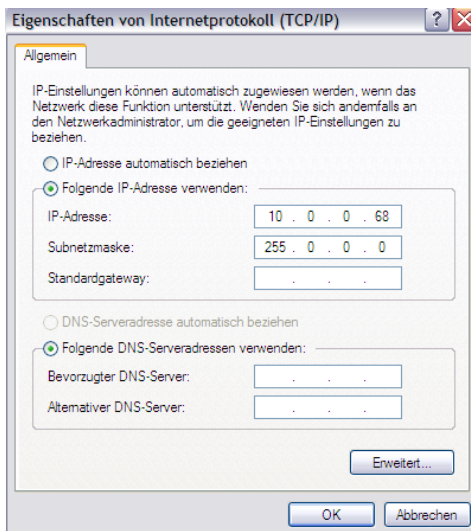 Eigenschaften von Internetprotokoll (TCP/IP)
Allgemein
IP-Einstellungen können automatisch zugewiesen werden, wenn das
Netzwerk diese Funktion unterstützt. Wenden Sie sich andernfalls an
den Netzwerkadministrator, um die geeigneten IP-Einstellungen zu
beziehen.
IP-Adresse automatisch beziehen
Folgende IP-Adresse verwenden:
IP-Adresse: 10 . 0 . 0 . 68
Subnetzmaske: 255 . 0 . 0 . 0
Standardgateway: . . .
DNS-Serveradresse automatisch beziehen
Folgende DNS-Serveradressen verwenden:
Bevorzugter DNS-Server: . . .
Alternativer DNS-Server: . . .
Erweitert...
OK Abbrechen